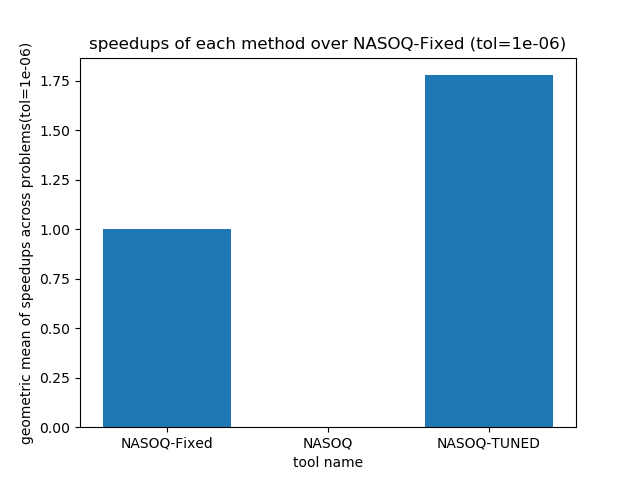 speedups of each method over NASOQ-Fixed (tol=1e-06)
geometric mean of speedups across problems(tol=1e-06)
1.75
1.50
1.25
1.00
0.75
0.50
0.25
0.00
NASOQ-Fixed NASOQ NASOQ-TUNED
tool name